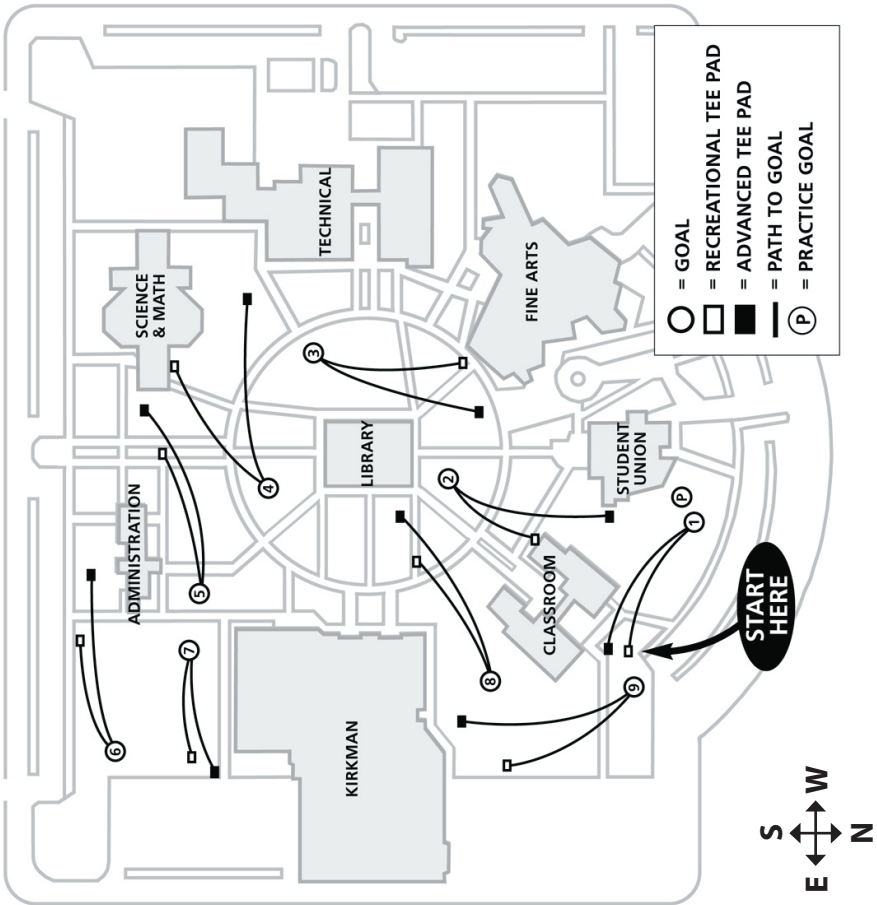 = GOAL
= RECREATIONAL TEE PAD
= ADVANCED TEE PAD
= PATH TO GOAL
P = PRACTICE GOAL
TECHNICAL
SCIENCE
& MATH
FINE ARTS
3
LIBRARY
4
2
STUDENT
UNION
P
1
ADMINISTRATION
5
CLASSROOM
START
HERE
7
8
9
6
KIRKMAN
S
E
W
N